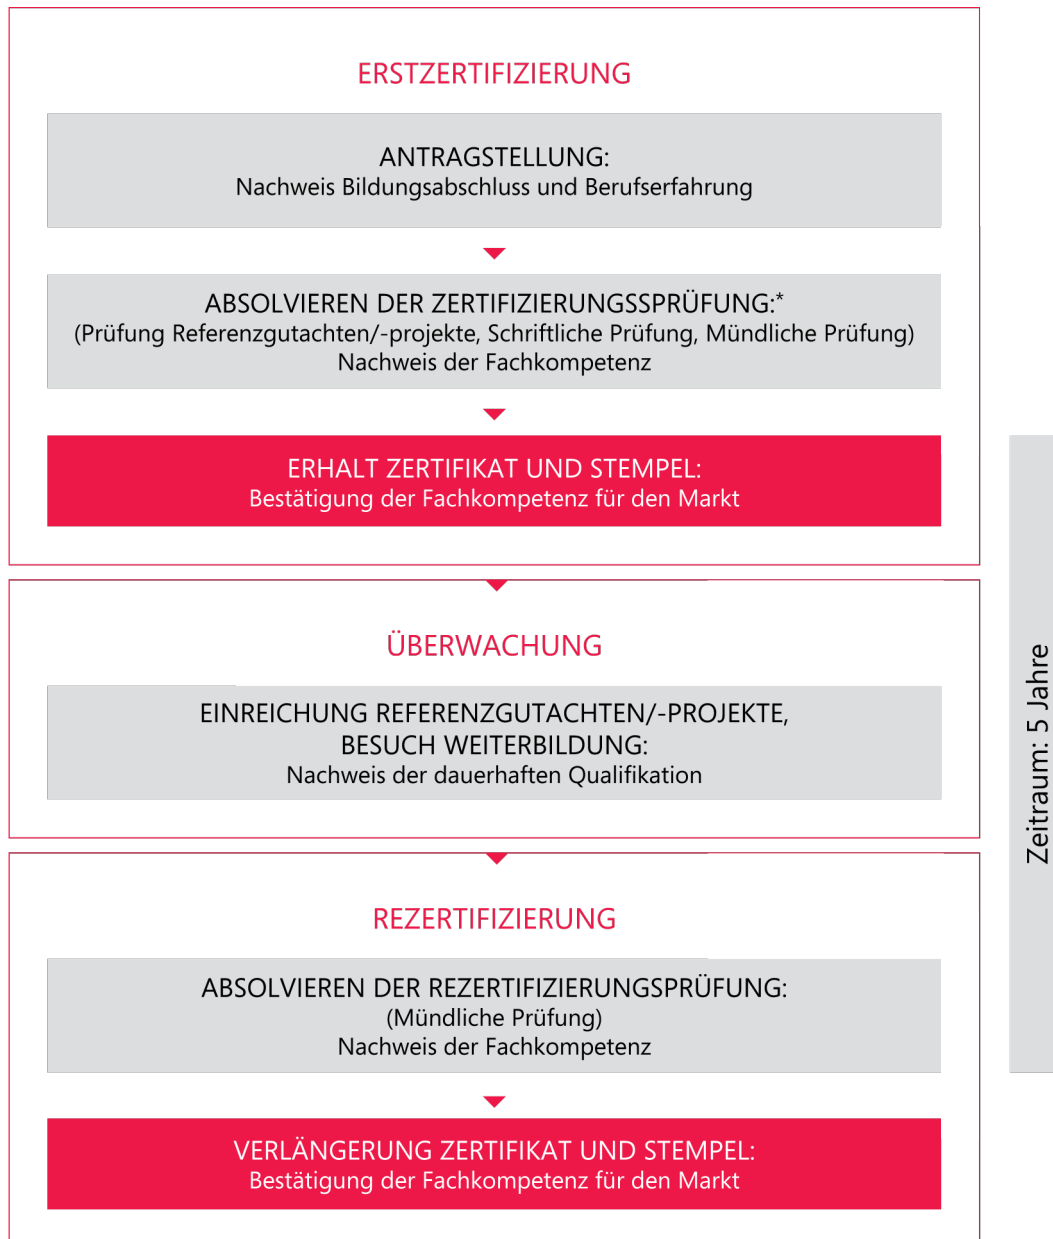 ERSTZERTIFIZIERUNG
ANTRAGSTELLUNG:
Nachweis Bildungsabschluss und Berufserfahrung
ABSOLVIEREN DER ZERTIFIZIERUNGSSPRÜFUNG:*
(Prüfung Referenzgutachten/-projekte, Schriftliche Prüfung, Mündliche Prüfung)
Nachweis der Fachkompetenz
ERHALT ZERTIFIKAT UND STEMPEL:
Bestätigung der Fachkompetenz für den Markt
ÜBERWACHUNG
EINREICHUNG REFERENZGUTACHTEN/-PROJEKTE,
BESUCH WEITERBILDUNG:
Nachweis der dauerhaften Qualifikation
REZERTIFIZIERUNG
ABSOLVIEREN DER REZERTIFIZIERUNGSPRÜFUNG:
(Mündliche Prüfung)
Nachweis der Fachkompetenz
VERLÄNGERUNG ZERTIFIKAT UND STEMPEL:
Bestätigung der Fachkompetenz für den Markt
Zeitraum: 5 Jahre